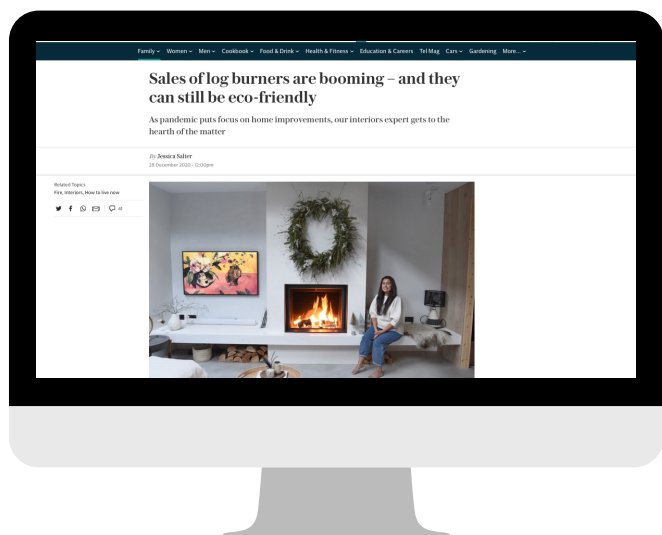 Family Women Men Cookbook Food & Drink Health & Fitness Education & Careers Tel Mag Cars Gardening More...
Sales of log burners are booming – and they
can still be eco-friendly
As pandemic puts focus on home improvements, our interiors expert gets to the
hearth of the matter
By Jessica Salter
28 December 2020 • 12:00pm
Related Topics
Fire, Interiors, How to live now